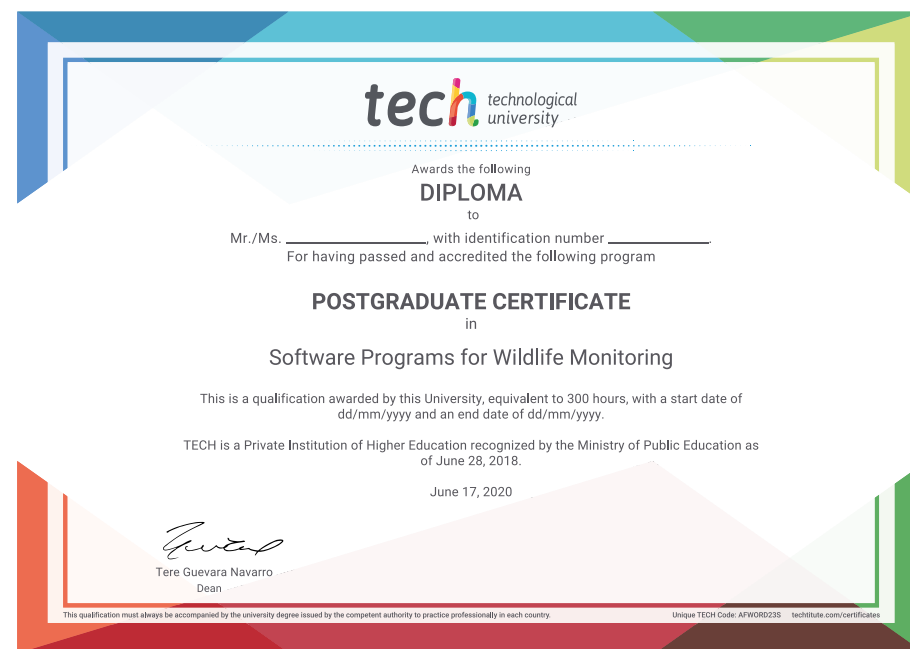 tech technological
university
Awards the following
DIPLOMA
to
Mr./Ms. ____________, with identification number ____________.
For having passed and accredited the following program
POSTGRADUATE CERTIFICATE
in
Software Programs for Wildlife Monitoring
This is a qualification awarded by this University, equivalent to 300 hours, with a start date of
dd/mm/yyyy and an end date of dd/mm/yyyy.
TECH is a Private Institution of Higher Education recognized by the Ministry of Public Education as
of June 28, 2018.
June 17, 2020
Tere Guevara Navarro
Dean
This qualification must always be accompanied by the university degree issued by the competent authority to practice professionally in each country. Unique TECH Code: AFWORD23S techtitute.com/certificates